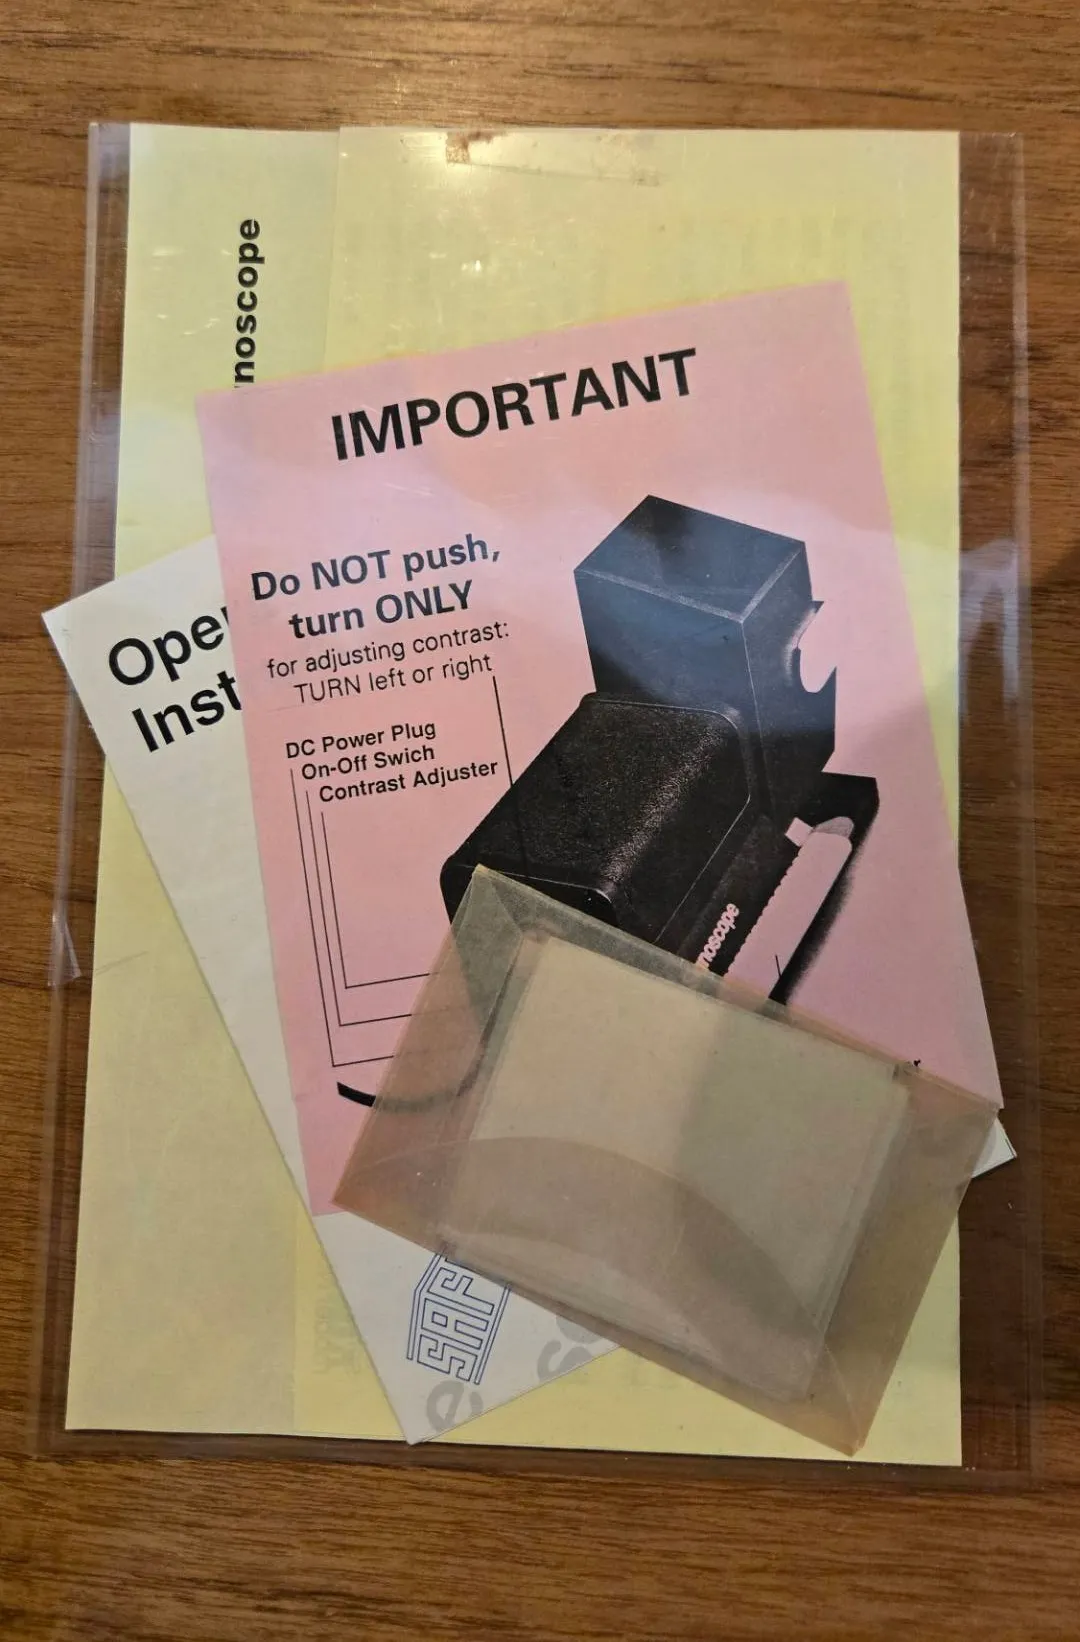 noscope
IMPORTANT
Do NOT push,
turn ONLY
for adjusting contrast:
TURN left or right
DC Power Plug
On-Off Swich
Contrast Adjuster
Ope
Inst
noscope
SAF